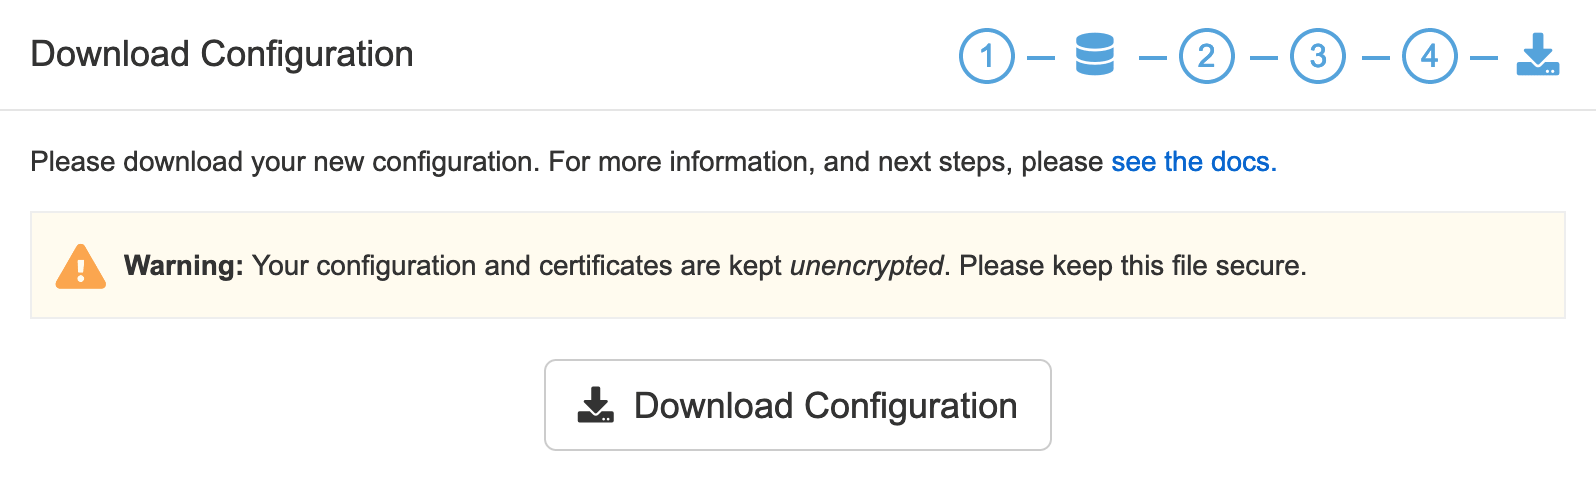 Download Configuration
1 2 3 4
Please download your new configuration. For more information, and next steps, please see the docs.
Warning: Your configuration and certificates are kept unencrypted. Please keep this file secure.
Download Configuration